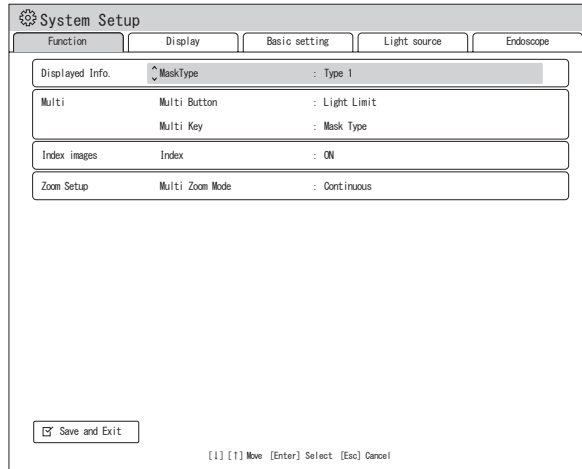 System Setup
Function Display Basic setting Light source Endoscope
Displayed Info. MaskType : Type 1
Multi Multi Button : Light Limit
Multi Key : Mask Type
Index images Index : ON
Zoom Setup Multi Zoom Mode : Continuous
Save and Exit
[↓] [↑] Move [Enter] Select [Esc] Cancel